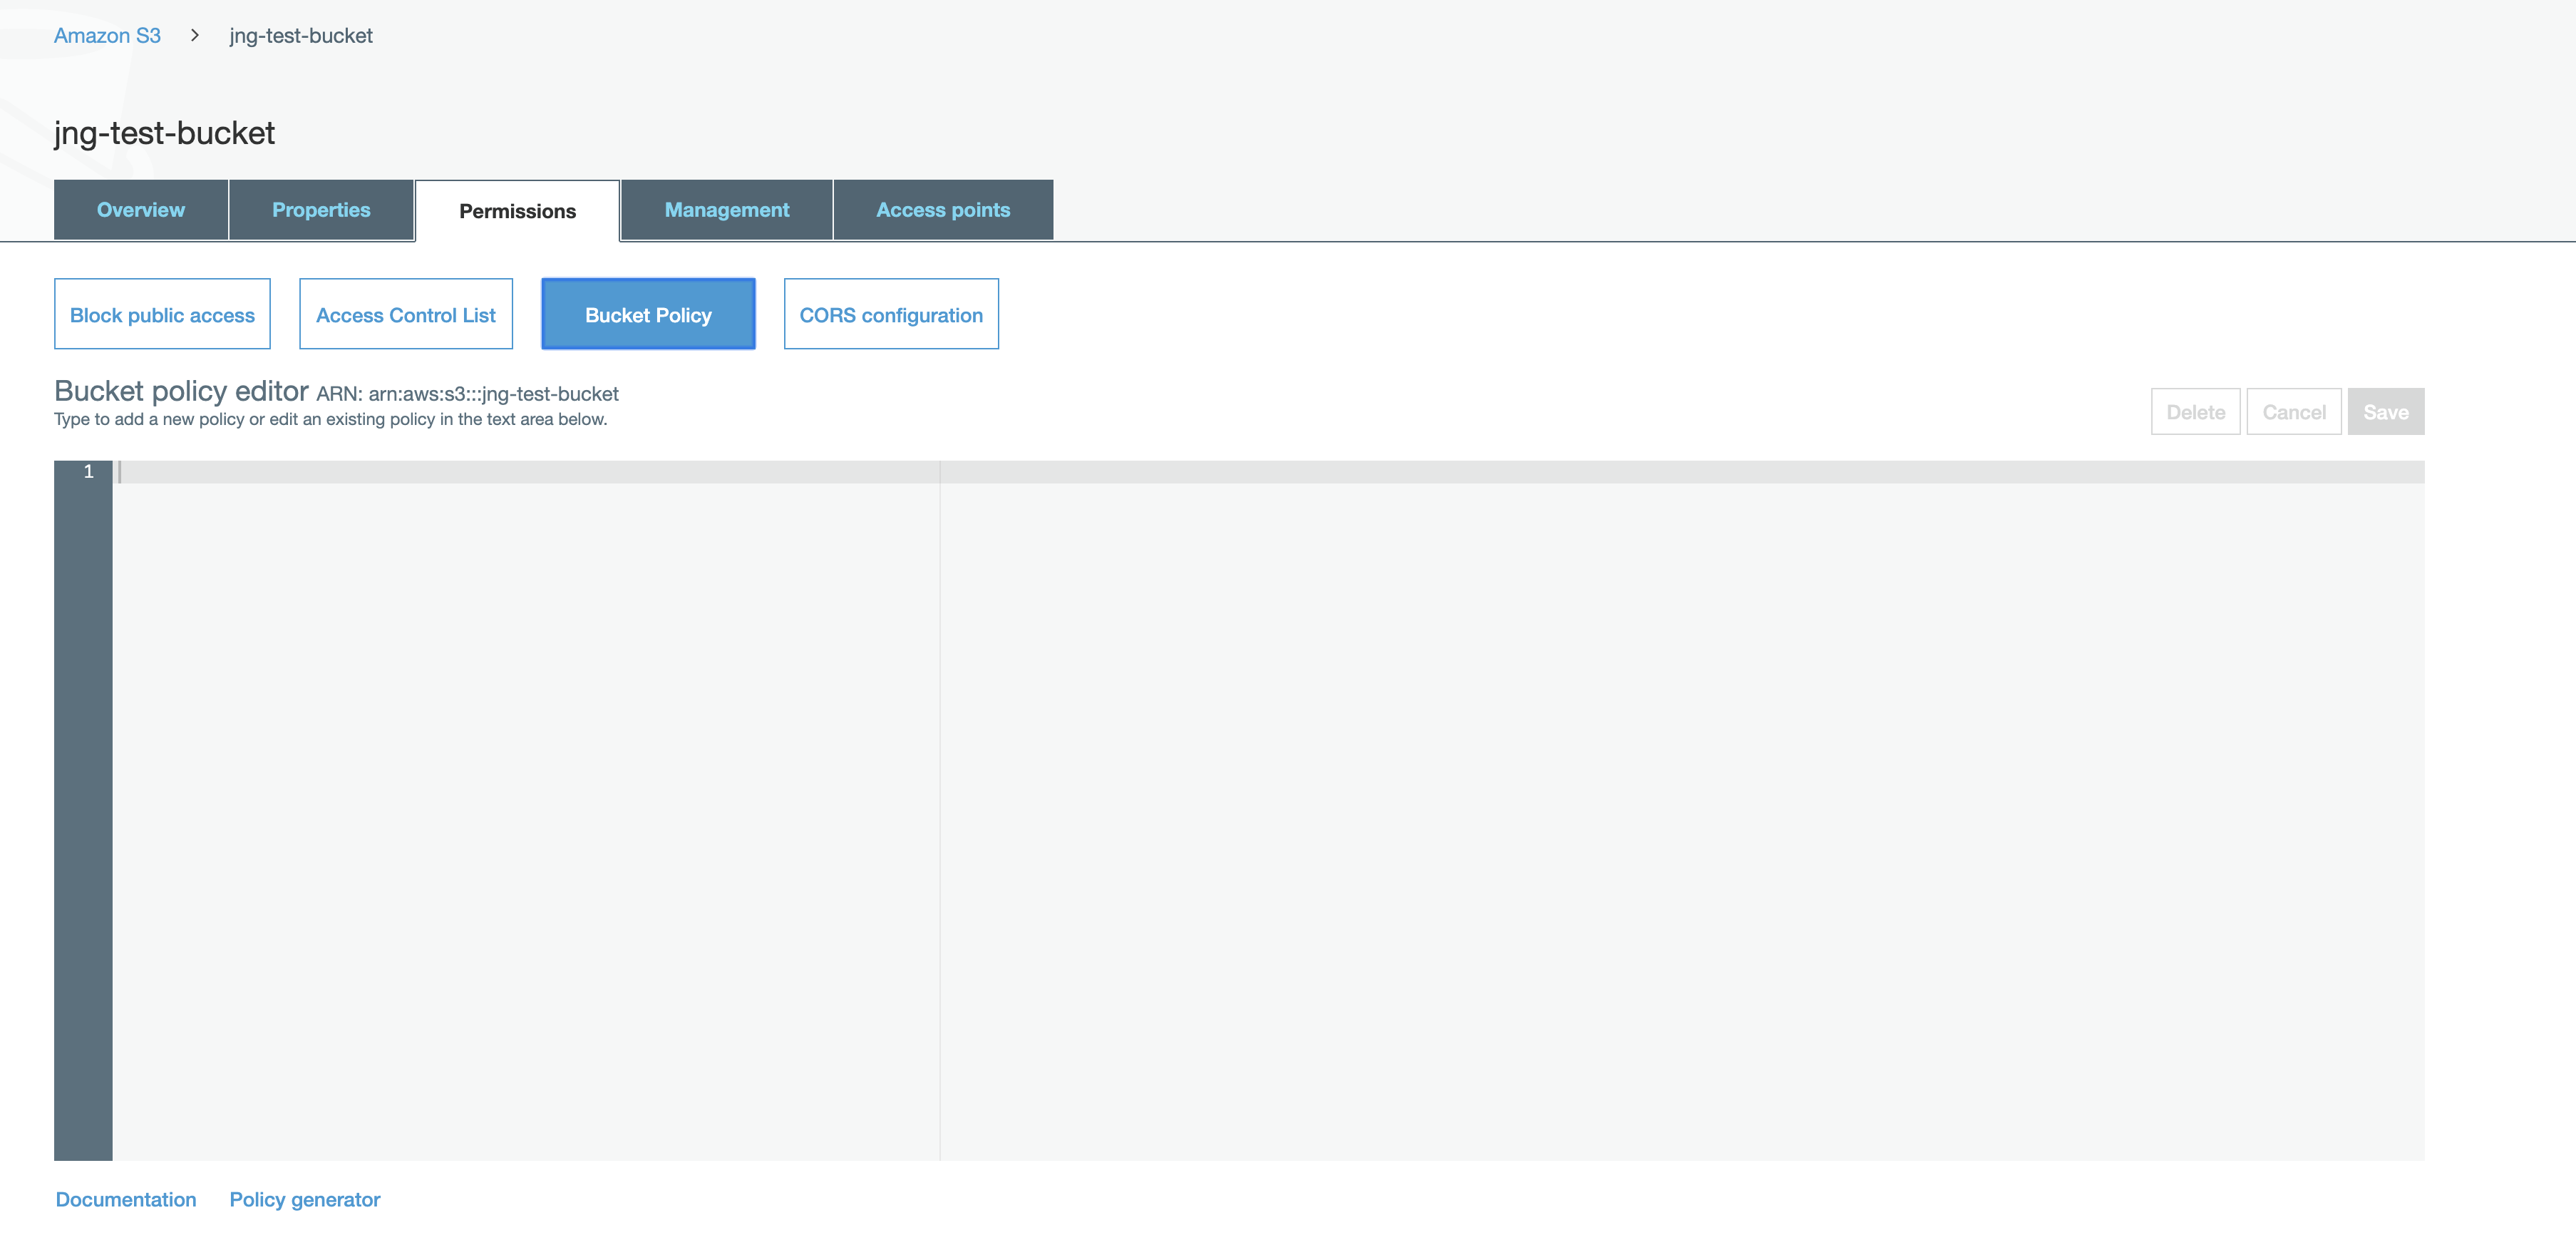 Amazon S3 > jng-test-bucket
jng-test-bucket
Overview Properties Permissions Management Access points
Block public access Access Control List Bucket Policy CORS configuration
Bucket policy editor ARN: arn:aws:s3:::jng-test-bucket
Type to add a new policy or edit an existing policy in the text area below.
Delete Cancel Save
1
Documentation Policy generator